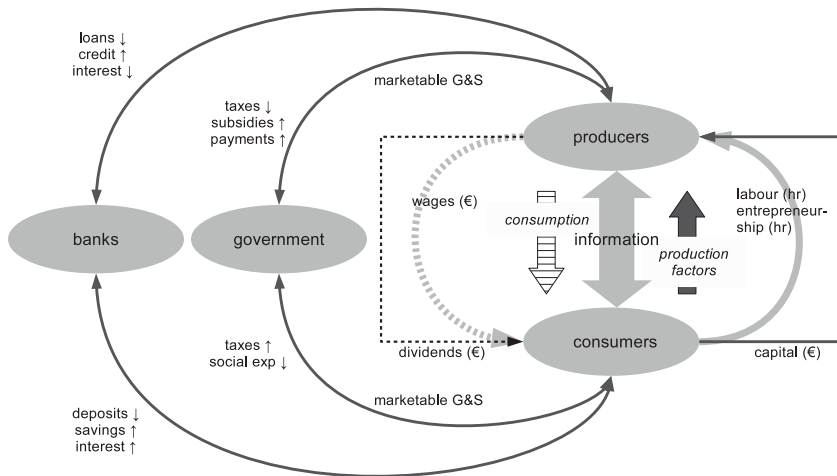 loans ↓
credit ↑
interest ↓
marketable G&S
taxes ↓
subsidies ↑
payments ↑
producers
wages (€)
consumption
labour (hr)
entrepreneur-
ship (hr)
banks
government
information
production
factors
dividends (€)
consumers
capital (€)
taxes ↑
social exp ↓
marketable G&S
deposits ↓
savings ↑
interest ↑